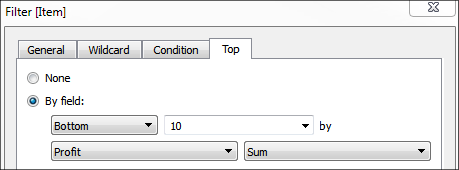 Filter [Item]
General Wildcard Condition Top
None
By field:
Bottom 10 by
Profit Sum